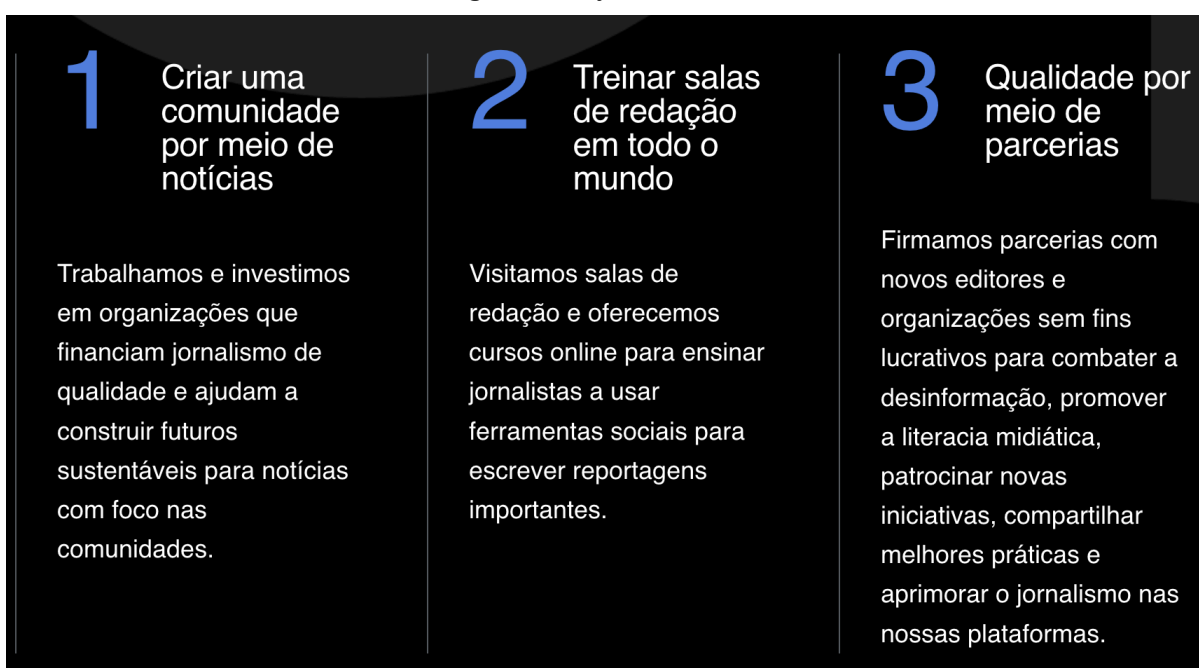 1
Criar uma
comunidade
por meio de
notícias
Trabalhamos e investimos
em organizações que
financiam jornalismo de
qualidade e ajudam a
construir futuros
sustentáveis para notícias
com foco nas
comunidades.
2
Treinar salas
de redação
em todo o
mundo
Visitamos salas de
redação e oferecemos
cursos online para ensinar
jornalistas a usar
ferramentas sociais para
escrever reportagens
importantes.
3
Qualidade por
meio de
parcerias
Firmamos parcerias com
novos editores e
organizações sem fins
lucrativos para combater a
desinformação, promover
a literacia midiática,
patrocinar novas
iniciativas, compartilhar
melhores práticas e
aprimorar o jornalismo nas
nossas plataformas.